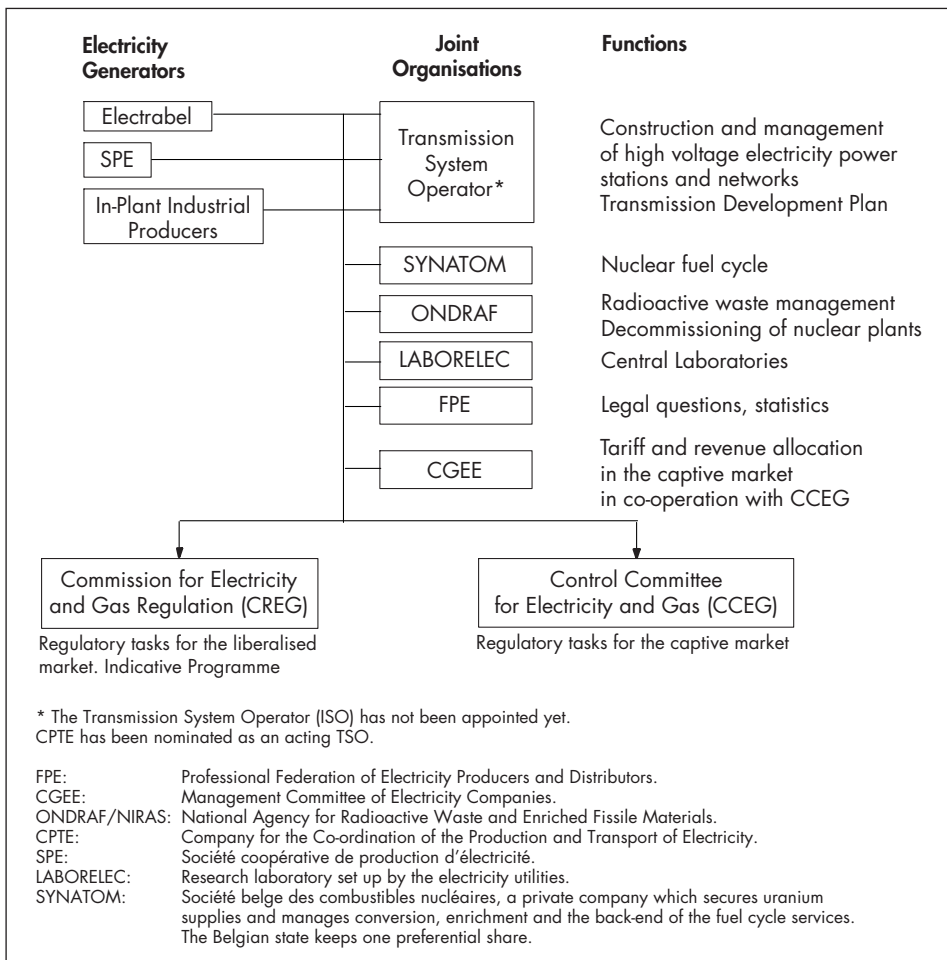 Electricity
Generators
Joint
Organisations
Functions
Electrabel
SPE
In-Plant Industrial
Producers
Transmission
System
Operator*
Construction and management
of high voltage electricity power
stations and networks
Transmission Development Plan
SYNATOM
Nuclear fuel cycle
ONDRAF
Radioactive waste management
Decommissioning of nuclear plants
LABORELEC
Central Laboratories
FPE
Legal questions, statistics
CGEE
Tariff and revenue allocation
in the captive market
in co-operation with CCEG
Commission for Electricity
and Gas Regulation (CREG)
Regulatory tasks for the liberalised
market. Indicative Programme
Control Committee
for Electricity and Gas (CCEG)
Regulatory tasks for the captive market
* The Transmission System Operator (ISO) has not been appointed yet.
CPTE has been nominated as an acting TSO.
FPE: Professional Federation of Electricity Producers and Distributors.
CGEE: Management Committee of Electricity Companies.
ONDRAF/NIRAS: National Agency for Radioactive Waste and Enriched Fissile Materials.
CPTE: Company for the Co-ordination of the Production and Transport of Electricity.
SPE: Société coopérative de production d'électricité.
LABORELEC: Research laboratory set up by the electricity utilities.
SYNATOM: Société belge des combustibles nucléaires, a private company which secures uranium
supplies and manages conversion, enrichment and the back-end of the fuel cycle services.
The Belgian state keeps one preferential share.